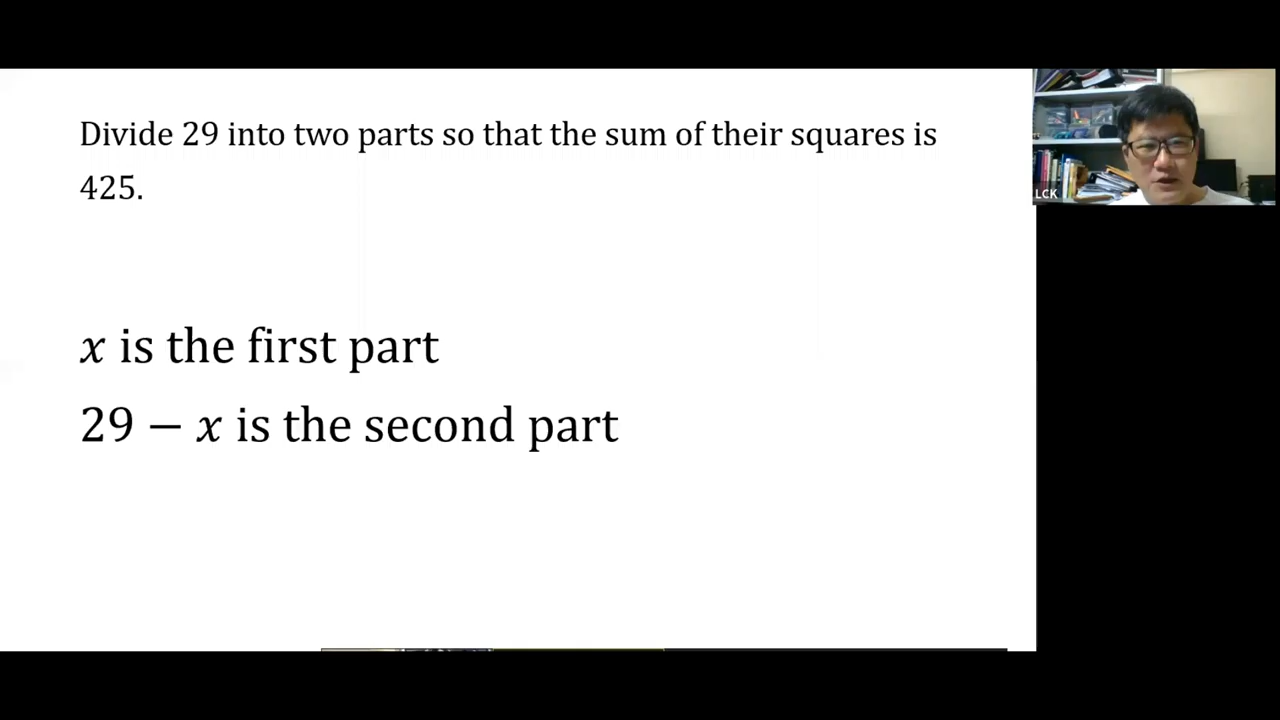 Divide 29 into two parts so that the sum of their squares is
425.
x is the first part
29 − x is the second part
LCK